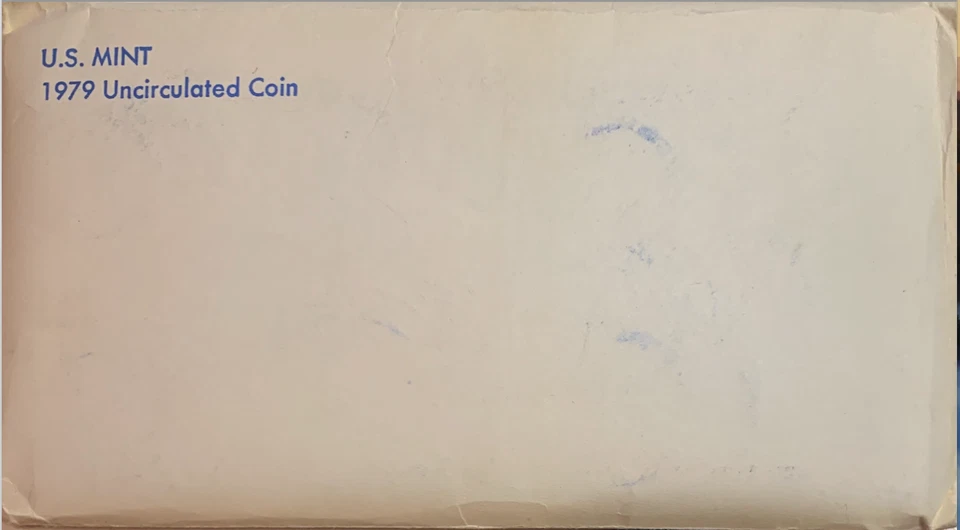 U.S. MINT
1979 Uncirculated Coin